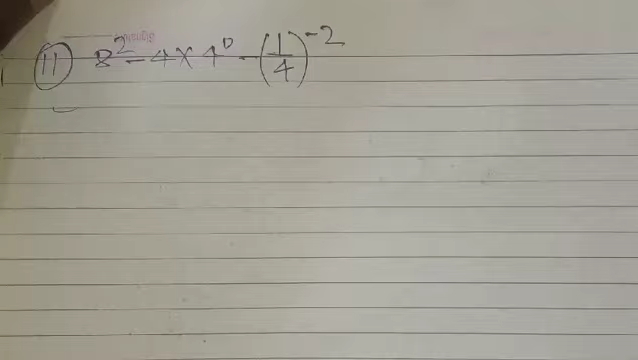 11 8² - 4 × 4⁰ - (1/4)⁻²